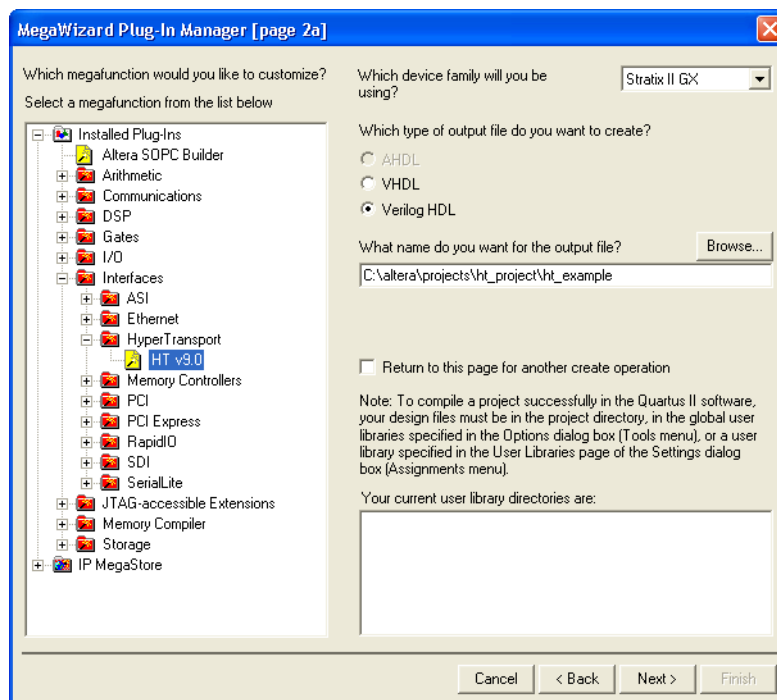 MegaWizard Plug-In Manager [page 2a]
Which megafunction would you like to customize?
Select a megafunction from the list below
Installed Plug-Ins
Altera SOPC Builder
Arithmetic
Communications
DSP
Gates
I/O
Interfaces
ASI
Ethernet
HyperTransport
HT v9.0
Memory Controllers
PCI
PCI Express
RapidIO
SDI
SerialLite
JTAG-accessible Extensions
Memory Compiler
Storage
IP MegaStore
Which device family will you be
using?
Stratix II GX
Which type of output file do you want to create?
AHDL
VHDL
Verilog HDL
What name do you want for the output file?
Browse...
C:\altera\projects\ht_project\ht_example
Return to this page for another create operation
Note: To compile a project successfully in the Quartus II software,
your design files must be in the project directory, in the global user
libraries specified in the Options dialog box (Tools menu), or a user
library specified in the User Libraries page of the Settings dialog
box (Assignments menu).
Your current user library directories are:
Cancel
< Back
Next >
Finish